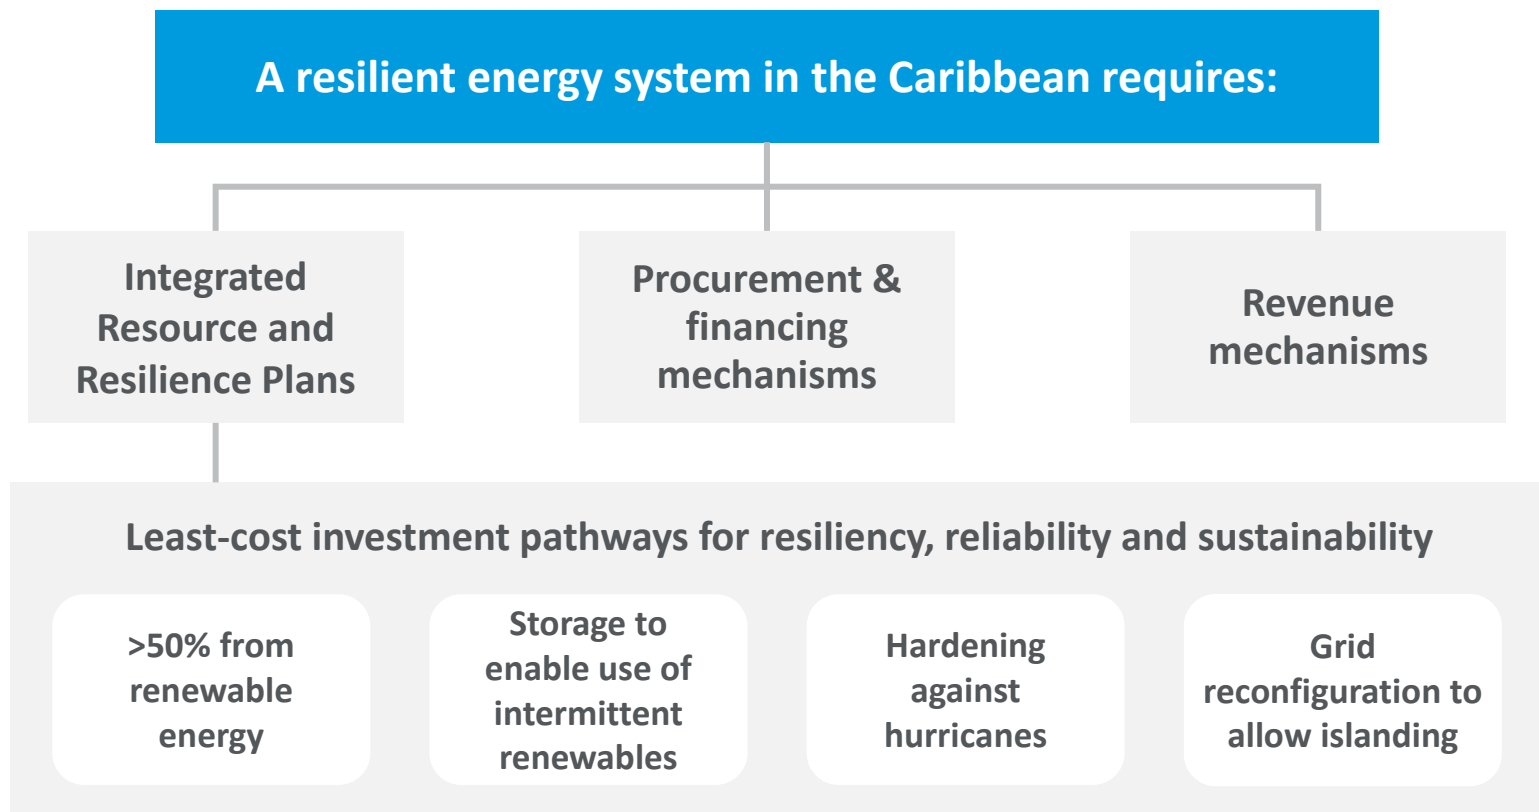 A resilient energy system in the Caribbean requires:
Integrated
Resource and
Resilience Plans
Procurement &
financing
mechanisms
Revenue
mechanisms
Least-cost investment pathways for resiliency, reliability and sustainability
>50% from
renewable
energy
Storage to
enable use of
intermittent
renewables
Hardening
against
hurricanes
Grid
reconfiguration to
allow islanding